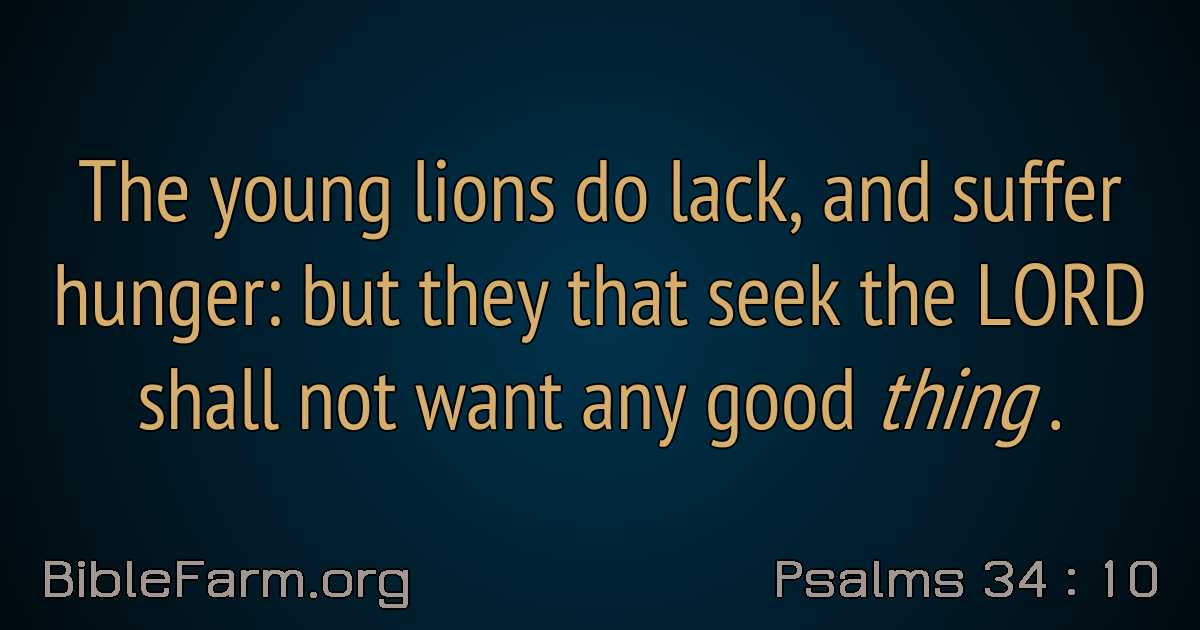 The young lions do lack, and suffer
hunger: but they that seek the LORD
shall not want any good thing .
BibleFarm.org
Psalms 34 : 10